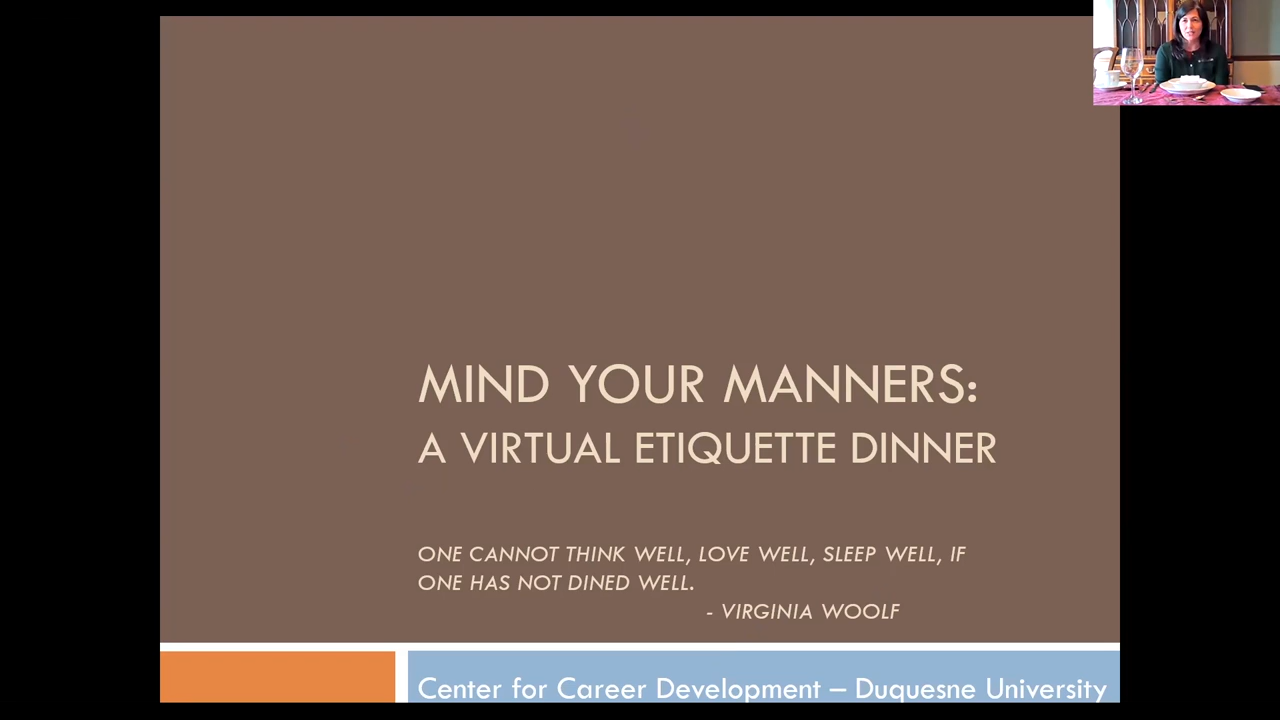 MIND YOUR MANNERS:
A VIRTUAL ETIQUETTE DINNER
ONE CANNOT THINK WELL, LOVE WELL, SLEEP WELL, IF
ONE HAS NOT DINED WELL.
- VIRGINIA WOOLF
Center for Career Development – Duquesne University